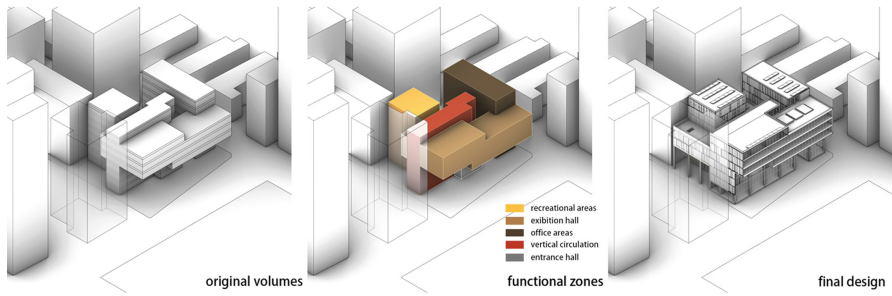 recreational areas
exibition hall
office areas
vertical circulation
entrance hall
original volumes
functional zones
final design